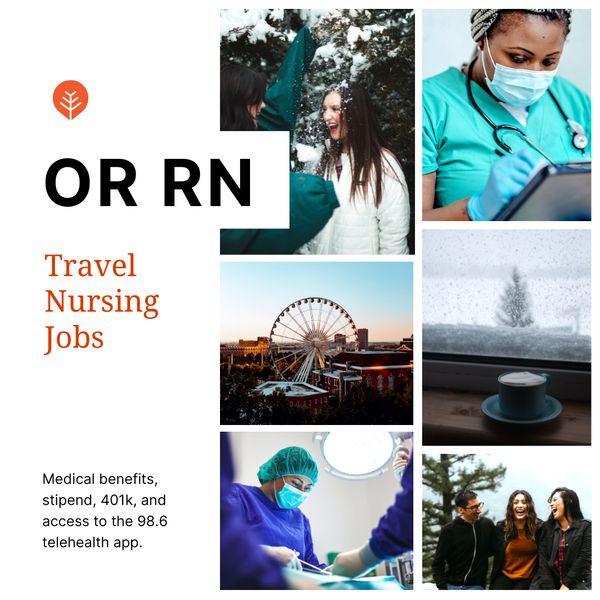 OR RN
Travel
Nursing
Jobs
Medical benefits,
stipend, 401k, and
access to the 98.6
telehealth app.